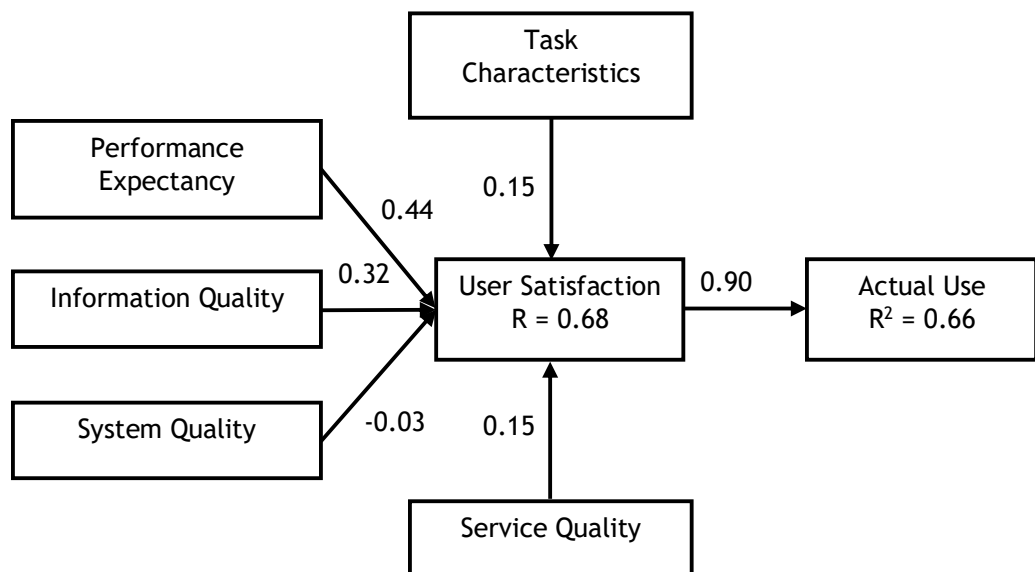 Task
Characteristics
Performance
Expectancy
0.15
0.44
Information Quality
0.32
User Satisfaction
R = 0.68
0.90
Actual Use
R² = 0.66
System Quality
-0.03
0.15
Service Quality